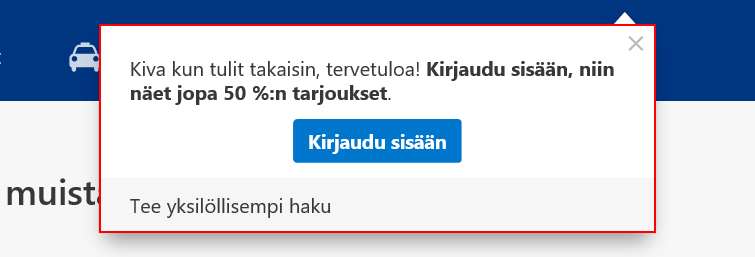 Kiva kun tulit takaisin, tervetuloa! Kirjaudu sisään, niin
näet jopa 50 %:n tarjoukset.
Kirjaudu sisään
muista
Tee yksilöllisempi haku